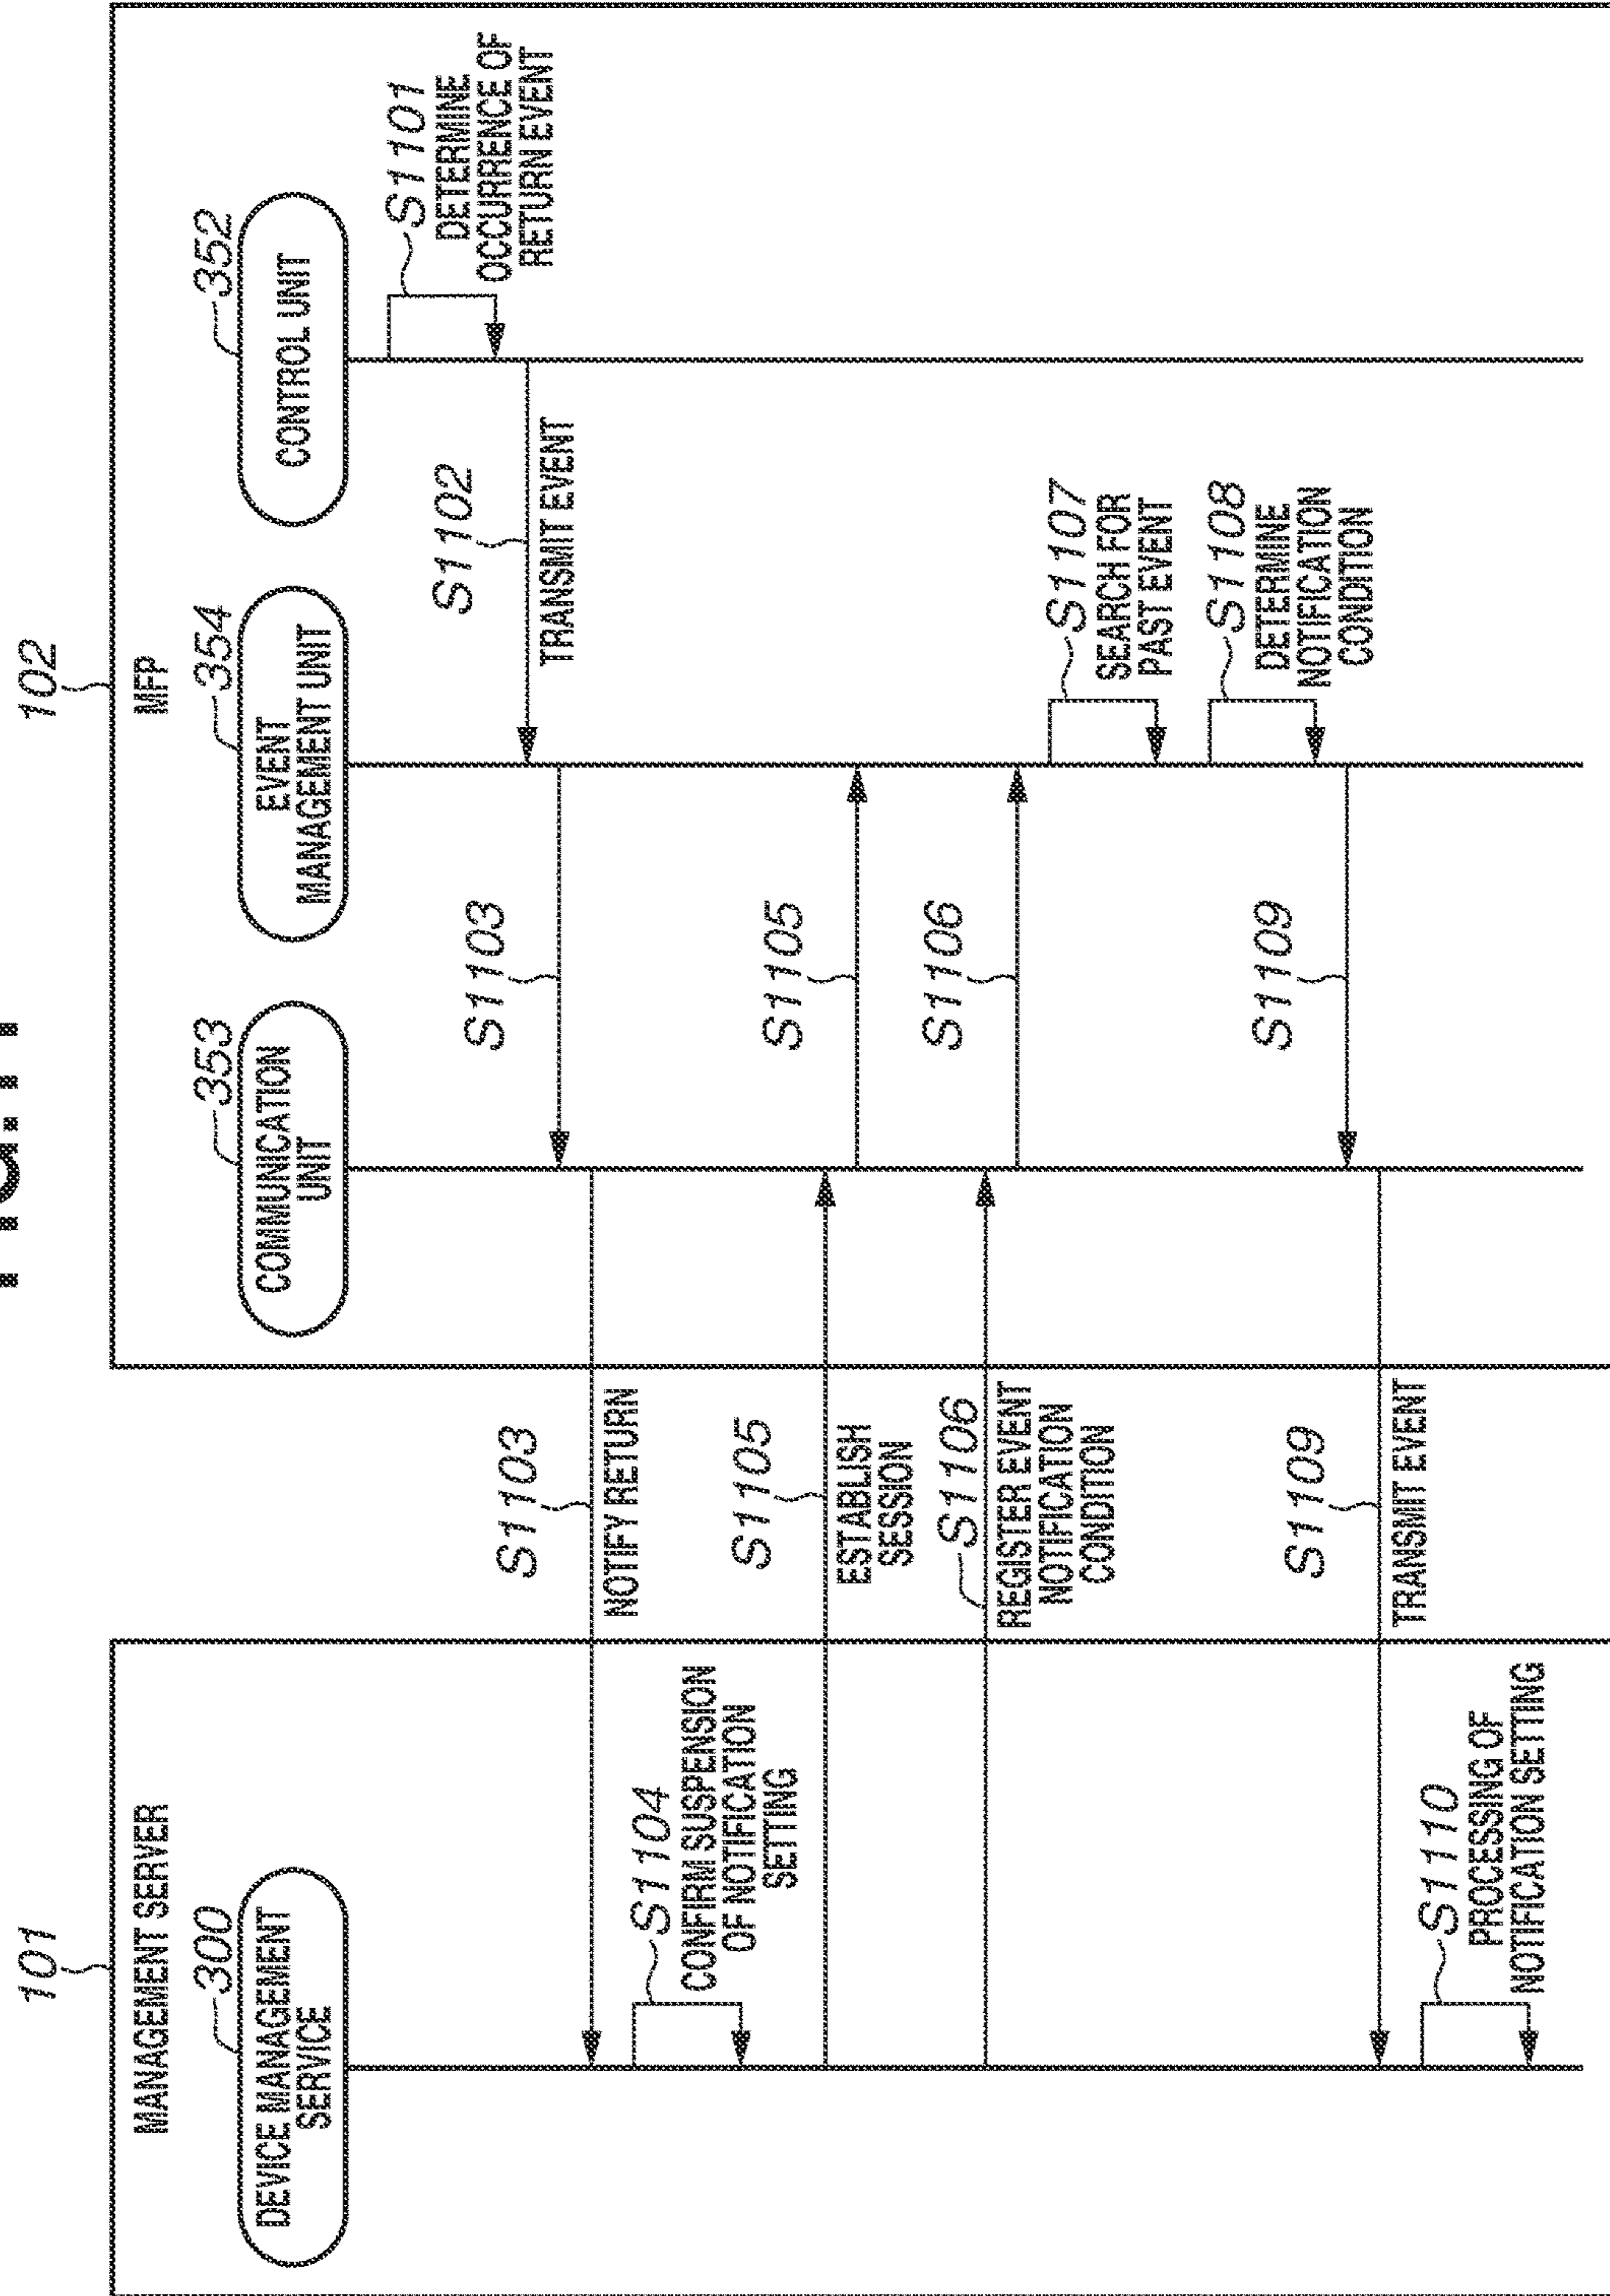 101
MANAGEMENT SERVER
300
DEVICE MANAGEMENT
SERVICE
102
MFP
353
COMMUNICATION
UNIT
354
EVENT
MANAGEMENT UNIT
352
CONTROL UNIT
S1101
DETERMINE
OCCURRENCE OF
RETURN EVENT
S1102
TRANSMIT EVENT
S1103
S1103
NOTIFY RETURN
S1104
CONFIRM SUSPENSION
OF NOTIFICATION
SETTING
S1105
ESTABLISH
SESSION
S1105
S1106
REGISTER EVENT
NOTIFICATION
CONDITION
S1106
S1107
SEARCH FOR
PAST EVENT
S1108
DETERMINE
NOTIFICATION
CONDITION
S1109
S1109
TRANSMIT EVENT
S1110
PROCESSING OF
NOTIFICATION SETTING